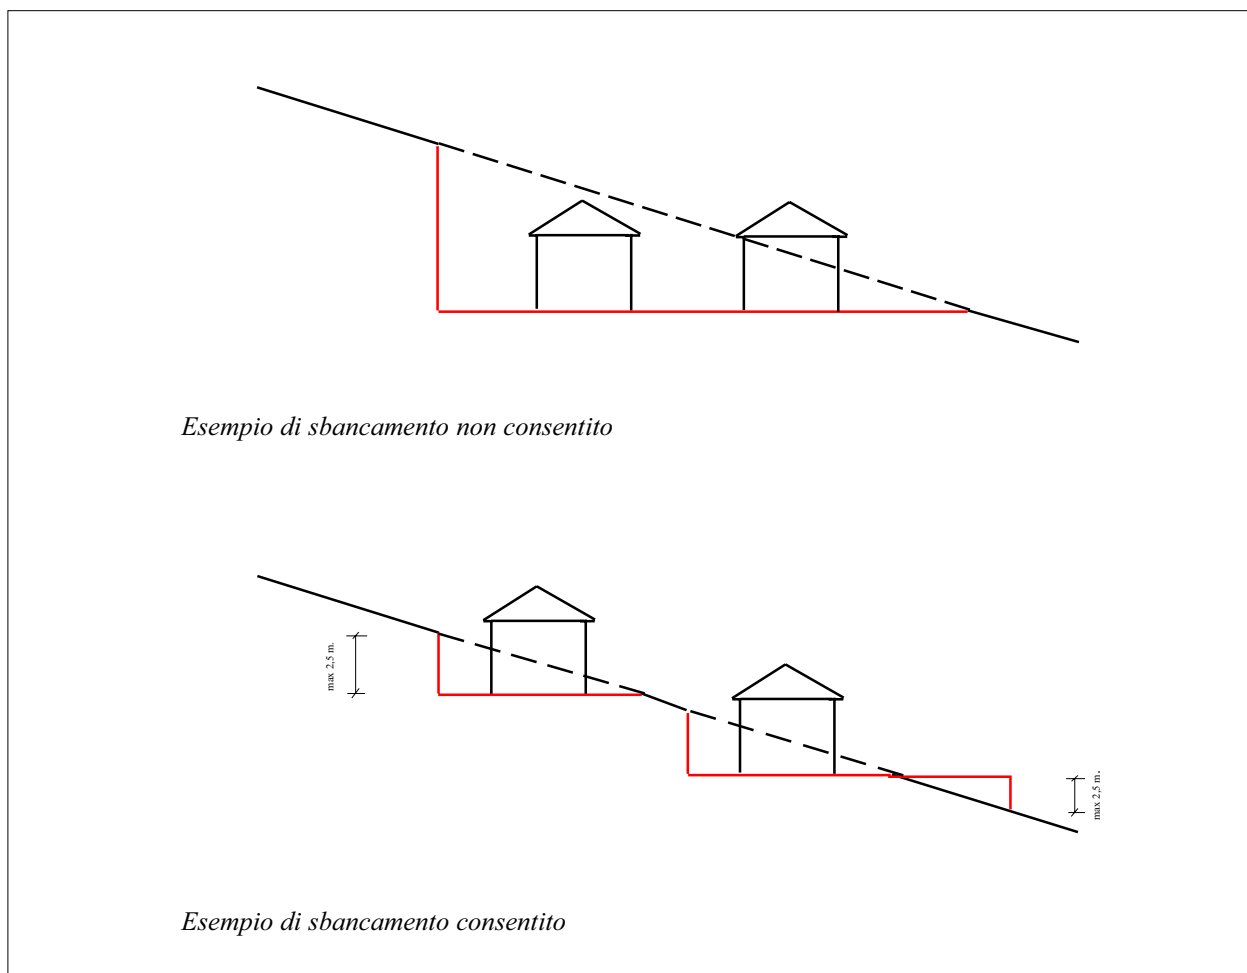 Esempio di sbancamento non consentito
max 2,5 m.
max 2,5 m.
Esempio di sbancamento consentito